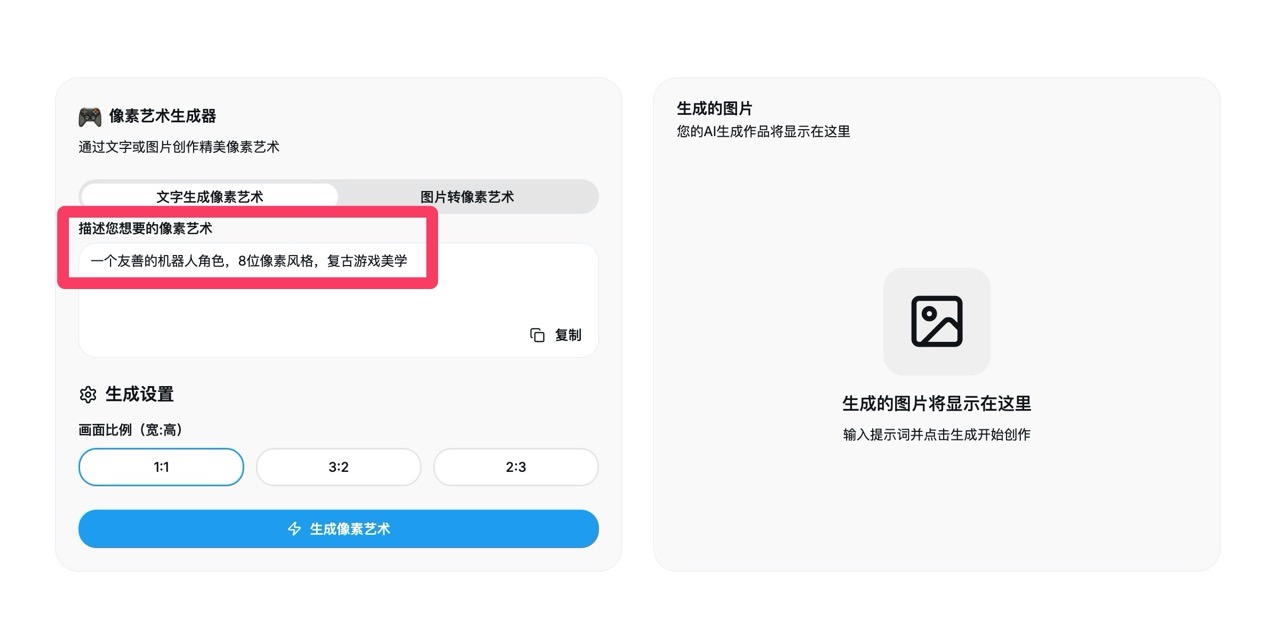 像素艺术生成器
通过文字或图片创作精美像素艺术
文字生成像素艺术
图片转像素艺术
描述您想要的像素艺术
一个友善的机器人角色，8位像素风格，复古游戏美学
复制
生成设置
画面比例（宽:高）
1:1
3:2
2:3
生成像素艺术
生成的图片
您的AI生成作品将显示在这里
生成的图片将显示在这里
输入提示词并点击生成开始创作